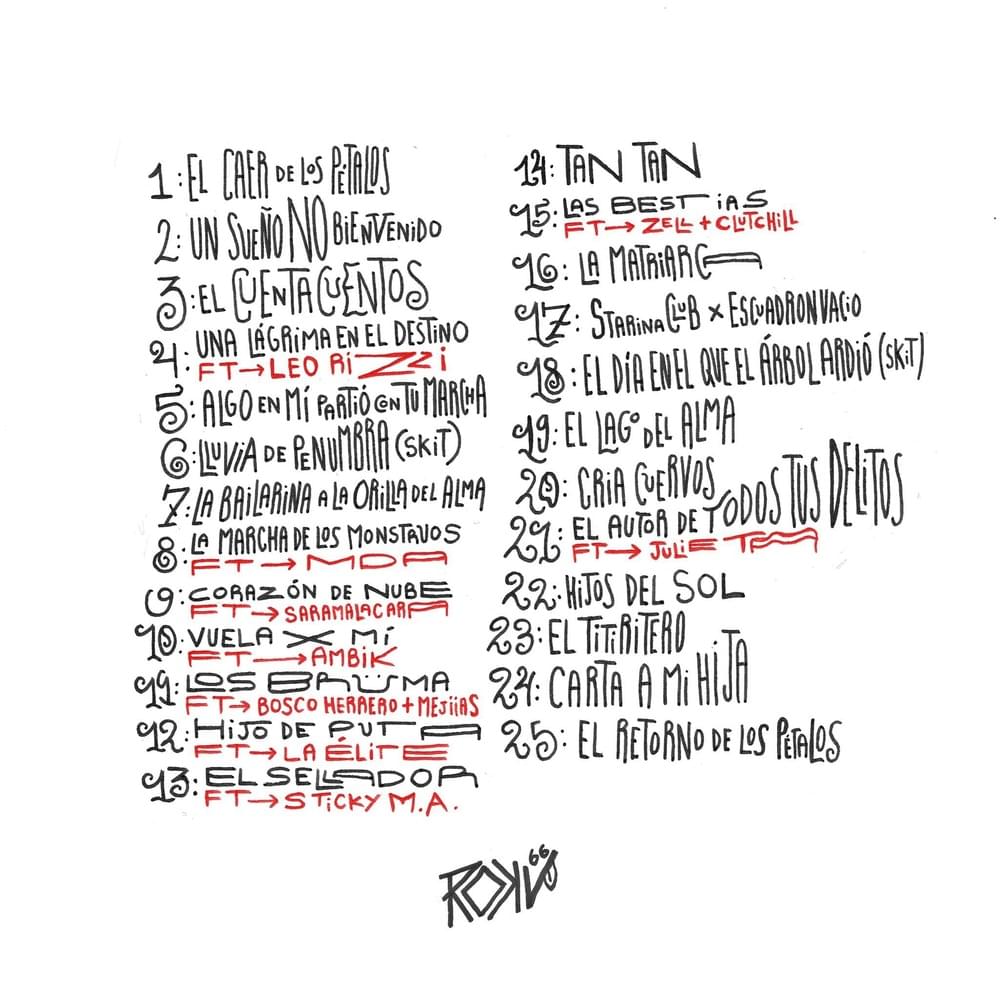 1: EL CAER DE LOS PÉTALOS
2: UN SUEÑO NO BIENVENIDO
3: EL CUENTACUENTOS
4: UNA LÁGRIMA EN EL DESTINO
FT→LEO RIZZI
5: ALGO EN MÍ PARTIÓ CON TU MARCHA
6: LLUVIA DE PENUMBRA (SKIT)
7: LA BAILARINA A LA ORILLA DEL ALMA
8: LA MARCHA DE LOS MONSTRUOS
FT→MDA
9: CORAZÓN DE NUBE
FT→SARAMALACARA
10: VUELA X MÍ
FT→AMBIK
11: LOS BRÜMA
FT→BOSCO HERRERO+MEJIIAS
12: HIJO DE PUTA
FT→LA ÉLITE
13: EL SELLADOR
FT→STICKY M.A.
14: TAN TAN
15: LAS BESTIAS
FT→ZELL+CLUTCHILL
16: LA MATRIARCA
17: STARINA CLUB X ESCUADRON VACIO
18: EL DÍA EN EL QUE EL ÁRBOL ARDIÓ (SKIT)
19: EL LAGO DEL ALMA
20: CRIA CUERVOS
21: EL AUTOR DE TODOS TUS DELITOS
FT→JULIETA
22: HIJOS DEL SOL
23: EL TITIRITERO
24: CARTA A MI HIJA
25: EL RETORNO DE LOS PÉTALOS
ROKU66